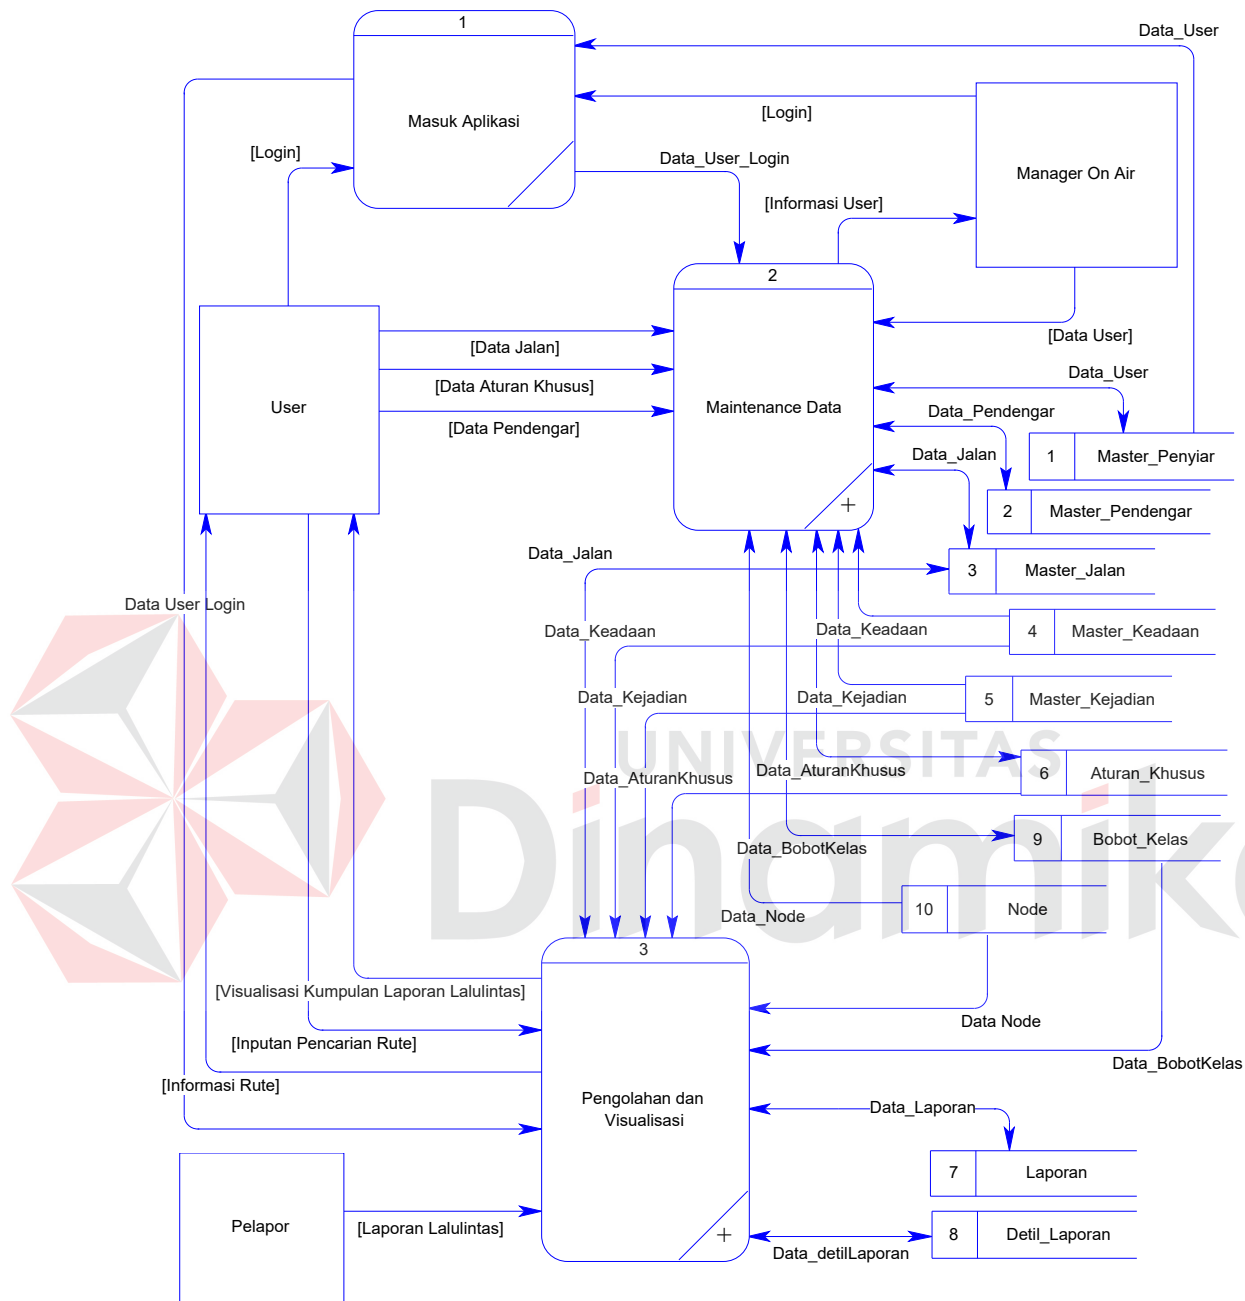 1
Data_User
Masuk Aplikasi
[Login]
[Login]
Data_User_Login
Manager On Air
[Informasi User]
2
[Data User]
[Data Jalan]
Data_User
[Data Aturan Khusus]
User
Maintenance Data
Data_Pendengar
[Data Pendengar]
Data_Jalan
1 Master_Penyiar
+
2 Master_Pendengar
Data_Jalan
3 Master_Jalan
Data User Login
Data_Keadaan
Data_Keadaan
4 Master_Keadaan
Data_Kejadian
Data_Kejadian
5 Master_Kejadian
UNIVERSITAS
Dinamika
Data_AturanKhusus
Data_AturanKhusus
6 Aturan_Khusus
Data_BobotKelas
9 Bobot_Kelas
Data_Node
10 Node
3
[Visualisasi Kumpulan Laporan Lalulintas]
Data Node
[Inputan Pencarian Rute]
Data_BobotKelas
[Informasi Rute]
Pengolahan dan
Visualisasi
Data_Laporan
7 Laporan
Pelapor
[Laporan Lalulintas]
+
Data_detilLaporan
8 Detil_Laporan